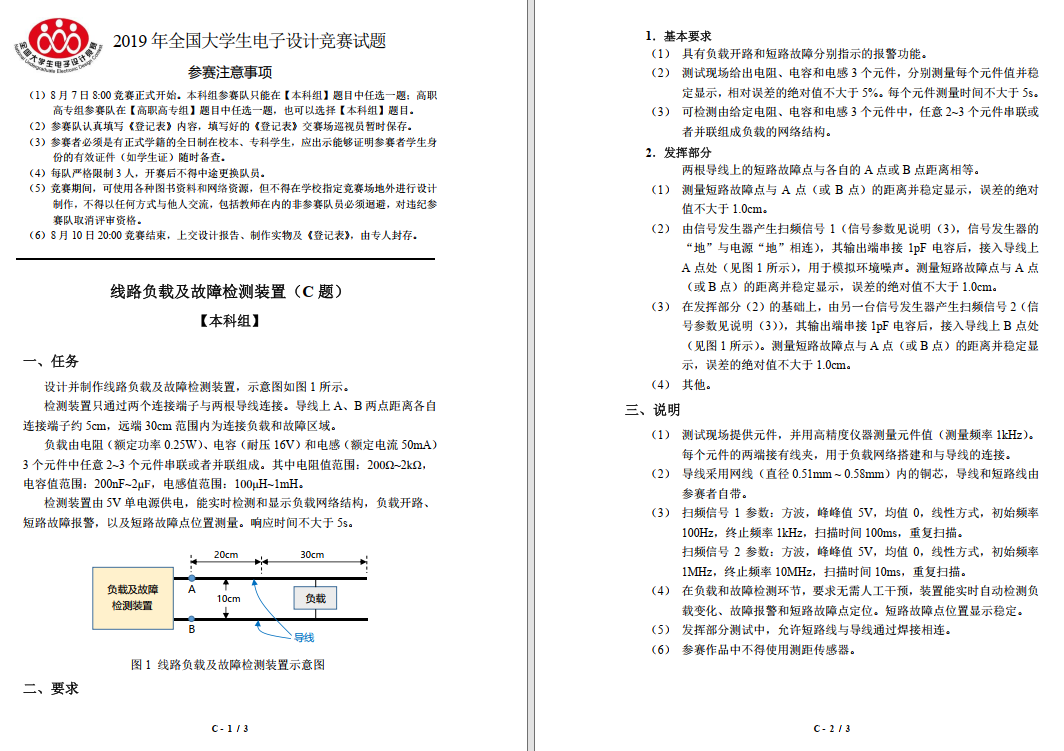 全国大学生电子设计竞赛
National Undergraduate Electronic Design Contest
2019 年全国大学生电子设计竞赛试题
参赛注意事项
（1）8 月 7 日 8:00 竞赛正式开始。本科组参赛队只能在【本科组】题目中任选一题；高职
高专组参赛队在【高职高专组】题目中任选一题，也可以选择【本科组】题目。
（2）参赛队认真填写《登记表》内容，填写好的《登记表》交赛场巡视员暂时保存。
（3）参赛者必须是有正式学籍的全日制在校本、专科学生，应出示能够证明参赛者学生身
份的有效证件（如学生证）随时备查。
（4）每队严格限制 3 人，开赛后不得中途更换队员。
（5）竞赛期间，可使用各种图书资料和网络资源，但不得在学校指定竞赛场地外进行设计
制作，不得以任何方式与他人交流，包括教师在内的非参赛队员必须迴避，对违纪参
赛队取消评审资格。
（6）8 月 10 日 20:00 竞赛结束，上交设计报告、制作实物及《登记表》，由专人封存。
线路负载及故障检测装置（C 题）
【本科组】
一、任务
设计并制作线路负载及故障检测装置，示意图如图 1 所示。
检测装置只通过两个连接端子与两根导线连接。导线上 A、B 两点距离各自
连接端子约 5cm，远端 30cm 范围内为连接负载和故障区域。
负载由电阻（额定功率 0.25W）、电容（耐压 16V）和电感（额定电流 50mA）
3 个元件中任意 2~3 个元件串联或者并联组成。其中电阻值范围：200Ω~2kΩ，
电容值范围：200nF~2μF，电感值范围：100μH~1mH。
检测装置由 5V 单电源供电，能实时检测和显示负载网络结构，负载开路、
短路故障报警，以及短路故障点位置测量。响应时间不大于 5s。
20cm
30cm
负载及故障
检测装置
A
10cm
负载
B
导线
图 1 线路负载及故障检测装置示意图
二、要求
C - 1 / 3
1．基本要求
（1） 具有负载开路和短路故障分别指示的报警功能。
（2） 测试现场给出电阻、电容和电感 3 个元件，分别测量每个元件值并稳
定显示，相对误差的绝对值不大于 5%。每个元件测量时间不大于 5s。
（3） 可检测由给定电阻、电容和电感 3 个元件中，任意 2~3 个元件串联或
者并联组成负载的网络结构。
2．发挥部分
两根导线上的短路故障点与各自的 A 点或 B 点距离相等。
（1） 测量短路故障点与 A 点（或 B 点）的距离并稳定显示，误差的绝对
值不大于 1.0cm。
（2） 由信号发生器产生扫频信号 1（信号参数见说明（3），信号发生器的
“地”与电源“地”相连），其输出端串接 1pF 电容后，接入导线上
A 点处（见图 1 所示），用于模拟环境噪声。测量短路故障点与 A 点
（或 B 点）的距离并稳定显示，误差的绝对值不大于 1.0cm。
（3） 在发挥部分（2）的基础上，由另一台信号发生器产生扫频信号 2（信
号参数见说明（3）），其输出端串接 1pF 电容后，接入导线上 B 点处
（见图 1 所示）。测量短路故障点与 A 点（或 B 点）的距离并稳定显
示，误差的绝对值不大于 1.0cm。
（4） 其他。
三、说明
（1） 测试现场提供元件，并用高精度仪器测量元件值（测量频率 1kHz）。
每个元件的两端接有线夹，用于负载网络搭建和与导线的连接。
（2） 导线采用网线（直径 0.51mm ~ 0.58mm）内的铜芯，导线和短路线由
参赛者自带。
（3） 扫频信号 1 参数：方波，峰峰值 5V，均值 0，线性方式，初始频率
100Hz，终止频率 1kHz，扫描时间 100ms，重复扫描。
扫频信号 2 参数：方波，峰峰值 5V，均值 0，线性方式，初始频率
1MHz，终止频率 10MHz，扫描时间 10ms，重复扫描。
（4） 在负载和故障检测环节，要求无需人工干预，装置能实时自动检测负
载变化、故障报警和短路故障点定位。短路故障点位置显示稳定。
（5） 发挥部分测试中，允许短路线与导线通过焊接相连。
（6） 参赛作品中不得使用测距传感器。
C - 2 / 3